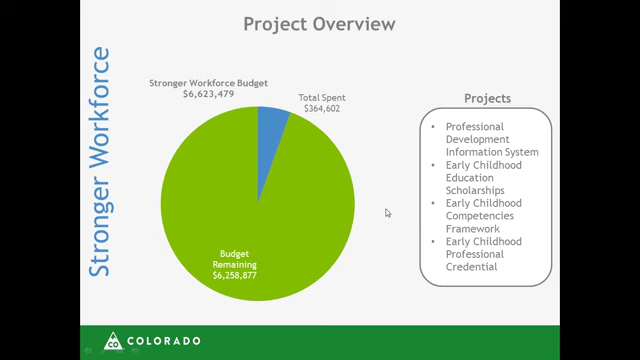 Project Overview
Stronger Workforce
Stronger Workforce Budget
$6,623,479
Total Spent
$364,602
Budget
Remaining
$6,258,877
Projects
• Professional
Development
Information System
• Early Childhood
Education
Scholarships
• Early Childhood
Competencies
Framework
• Early Childhood
Professional
Credential
CO
COLORADO